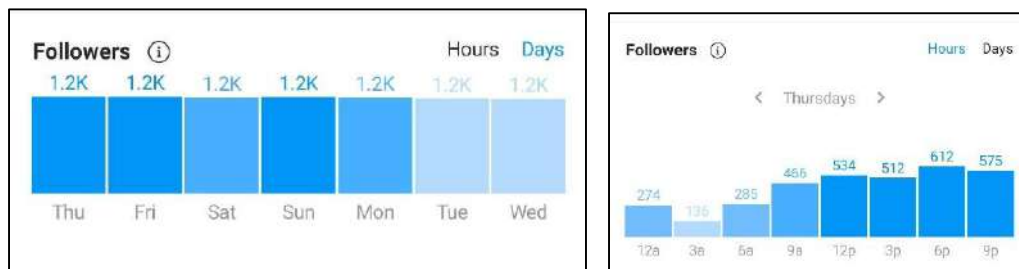 Followers ⓘ Hours Days
1.2K 1.2K 1.2K 1.2K 1.2K 1.2K 1.2K
Thu Fri Sat Sun Mon Tue Wed
Followers ⓘ Hours Days
< Thursdays >
274 136 285 466 534 512 612 575
12a 3a 6a 9a 12p 3p 6p 9p